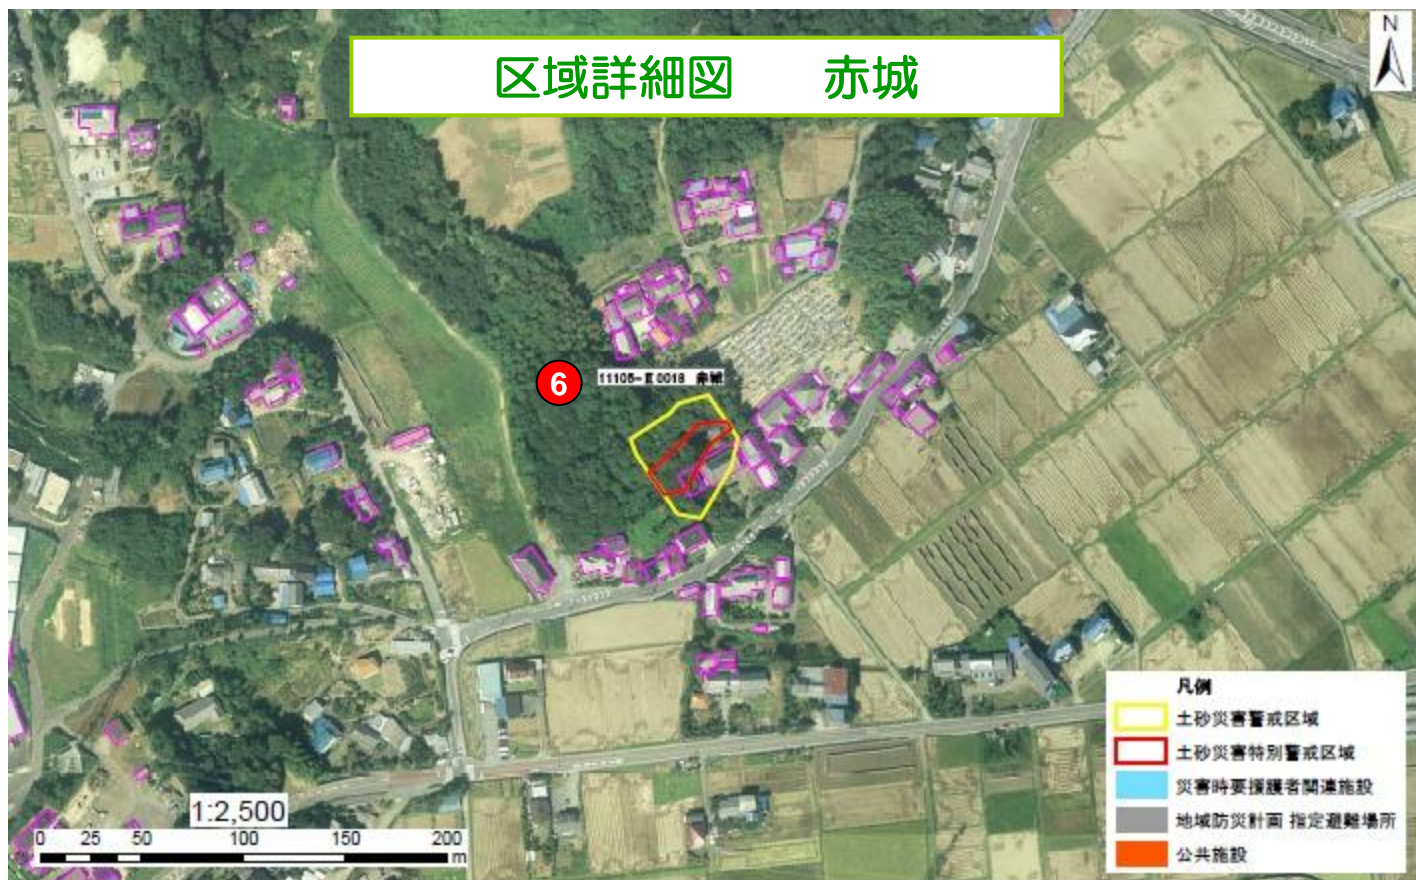 区域詳細図 赤城
N
6
11105-Ⅱ0018 赤城
凡例
土砂災害警戒区域
土砂災害特別警戒区域
災害時要援護者関連施設
地域防災計画 指定避難場所
公共施設
1:2,500
0 25 50 100 150 200
m